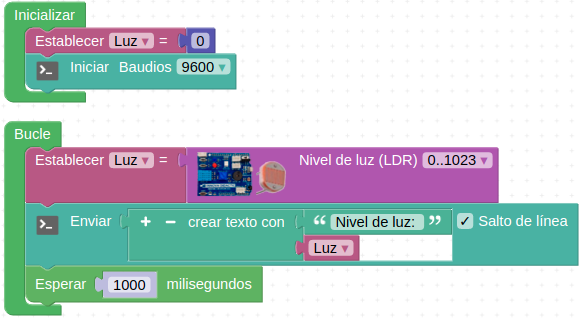 Inicializar
Establecer Luz ▾ = 0
Iniciar Baudios 9600 ▾
Bucle
Establecer Luz ▾ = Nivel de luz (LDR) 0..1023 ▾
Enviar + − crear texto con “ Nivel de luz: ” ✓ Salto de línea
Luz ▾
Esperar 1000 milisegundos